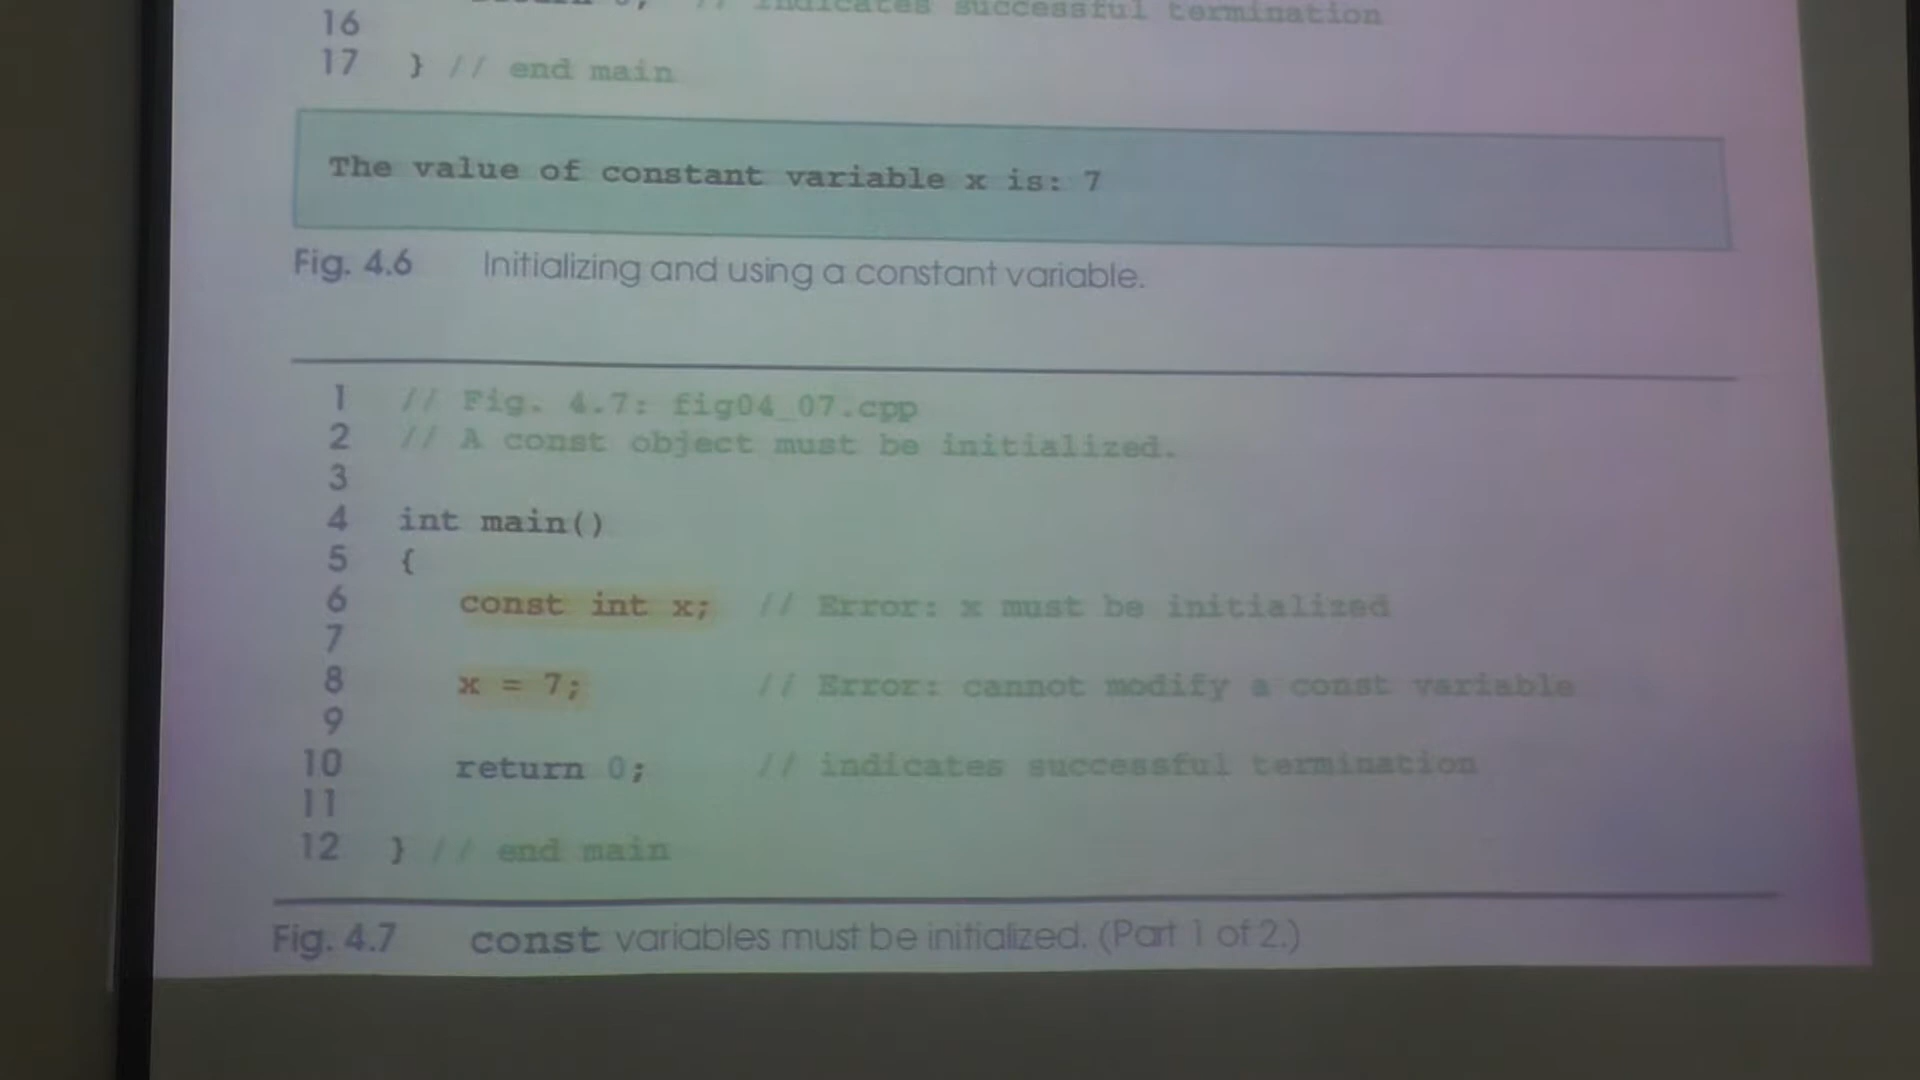 // indicates successful termination
16
17 } // end main
The value of constant variable x is: 7
Fig. 4.6 Initializing and using a constant variable.
1 // Fig. 4.7: fig04_07.cpp
2 // A const object must be initialized.
3
4 int main()
5 {
6 const int x; // Error: x must be initialized
7
8 x = 7; // Error: cannot modify a const variable
9
10 return 0; // indicates successful termination
11
12 } // end main
Fig. 4.7 const variables must be initialized. (Part 1 of 2.)